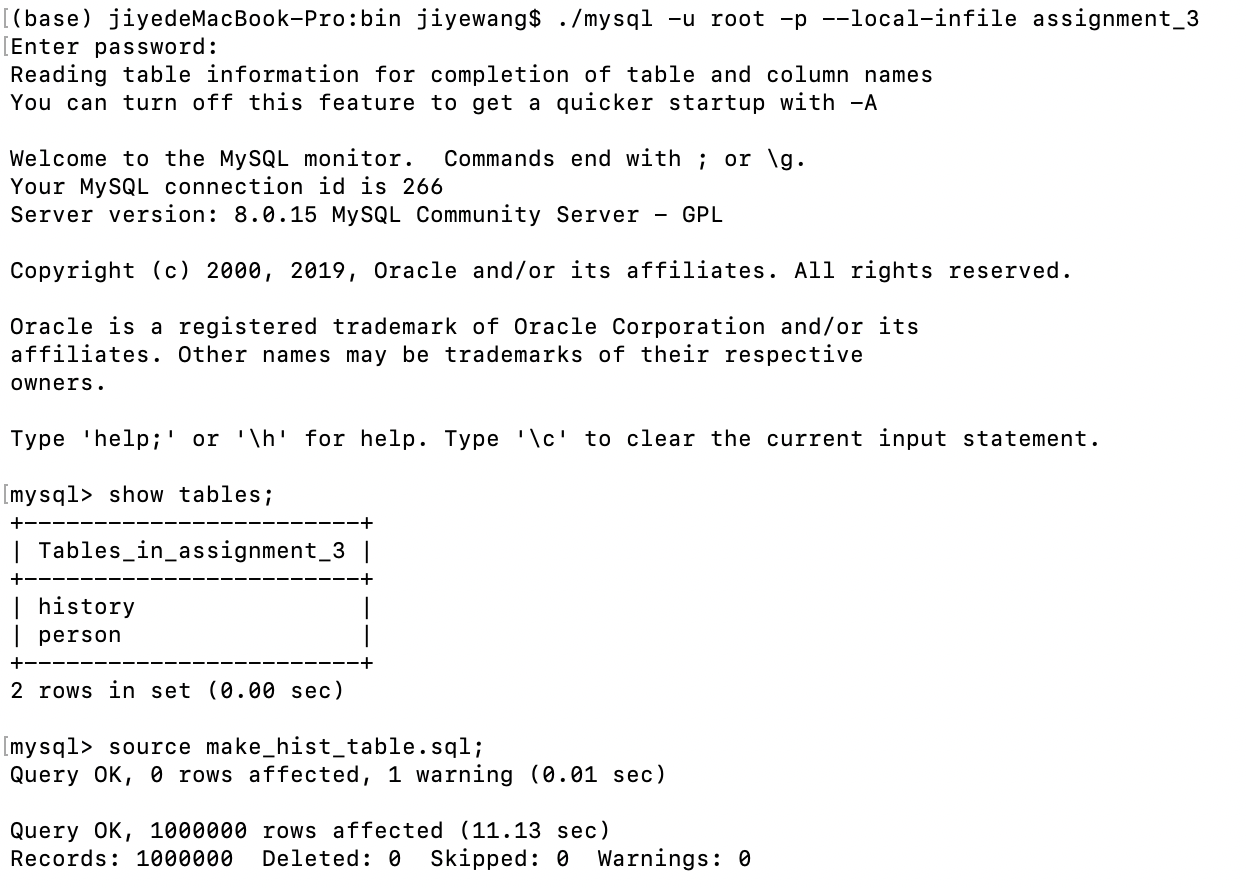 [(base) jiyedeMacBook-Pro:bin jiyewang$ ./mysql -u root -p --local-infile assignment_3
[Enter password:
Reading table information for completion of table and column names
You can turn off this feature to get a quicker startup with -A

Welcome to the MySQL monitor.  Commands end with ; or \g.
Your MySQL connection id is 266
Server version: 8.0.15 MySQL Community Server - GPL

Copyright (c) 2000, 2019, Oracle and/or its affiliates. All rights reserved.

Oracle is a registered trademark of Oracle Corporation and/or its
affiliates. Other names may be trademarks of their respective
owners.

Type 'help;' or '\h' for help. Type '\c' to clear the current input statement.

[mysql> show tables;
+------------------------+
| Tables_in_assignment_3 |
+------------------------+
| history                |
| person                 |
+------------------------+
2 rows in set (0.00 sec)

[mysql> source make_hist_table.sql;
Query OK, 0 rows affected, 1 warning (0.01 sec)

Query OK, 1000000 rows affected (11.13 sec)
Records: 1000000  Deleted: 0  Skipped: 0  Warnings: 0